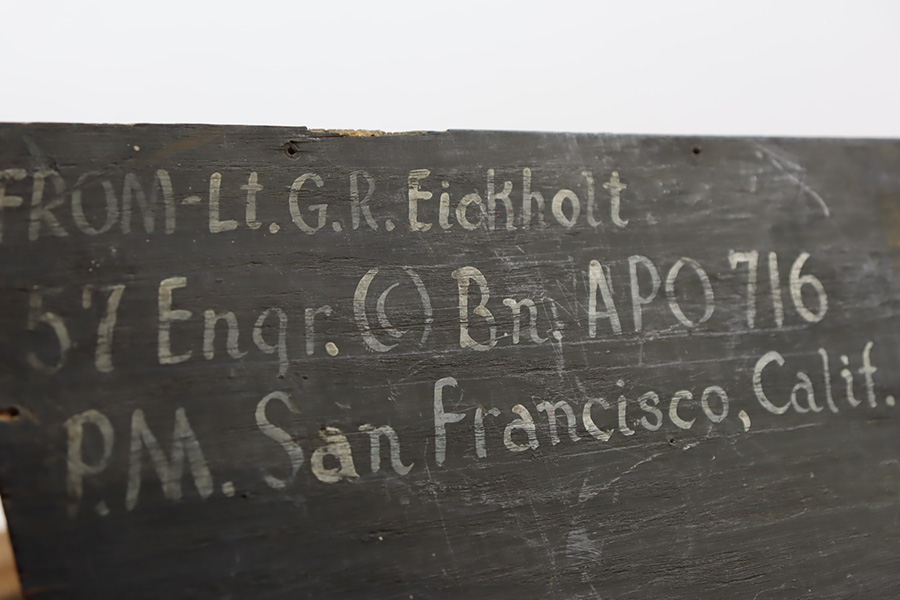 FROM-Lt. G.R. Eickholt
57 Engr. (C) Bn. APO 716
P.M. San Francisco, Calif.